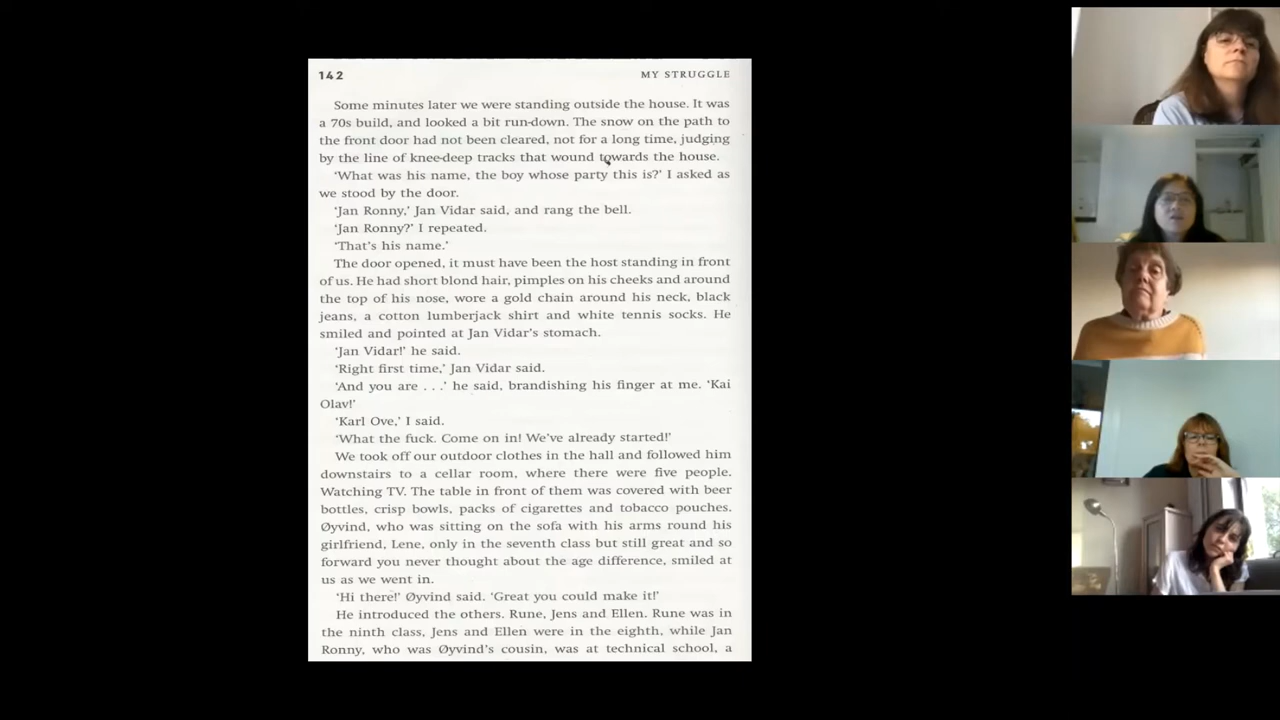 142 MY STRUGGLE
Some minutes later we were standing outside the house. It was
a 70s build, and looked a bit run-down. The snow on the path to
the front door had not been cleared, not for a long time, judging
by the line of knee-deep tracks that wound towards the house.
‘What was his name, the boy whose party this is?’ I asked as
we stood by the door.
‘Jan Ronny,’ Jan Vidar said, and rang the bell.
‘Jan Ronny?’ I repeated.
‘That’s his name.’
The door opened, it must have been the host standing in front
of us. He had short blond hair, pimples on his cheeks and around
the top of his nose, wore a gold chain around his neck, black
jeans, a cotton lumberjack shirt and white tennis socks. He
smiled and pointed at Jan Vidar’s stomach.
‘Jan Vidar!’ he said.
‘Right first time,’ Jan Vidar said.
‘And you are . . .’ he said, brandishing his finger at me. ‘Kai
Olav!’
‘Karl Ove,’ I said.
‘What the fuck. Come on in! We’ve already started!’
We took off our outdoor clothes in the hall and followed him
downstairs to a cellar room, where there were five people.
Watching TV. The table in front of them was covered with beer
bottles, crisp bowls, packs of cigarettes and tobacco pouches.
Øyvind, who was sitting on the sofa with his arms round his
girlfriend, Lene, only in the seventh class but still great and so
forward you never thought about the age difference, smiled at
us as we went in.
‘Hi there!’ Øyvind said. ‘Great you could make it!’
He introduced the others. Rune, Jens and Ellen. Rune was in
the ninth class, Jens and Ellen were in the eighth, while Jan
Ronny, who was Øyvind’s cousin, was at technical school, a